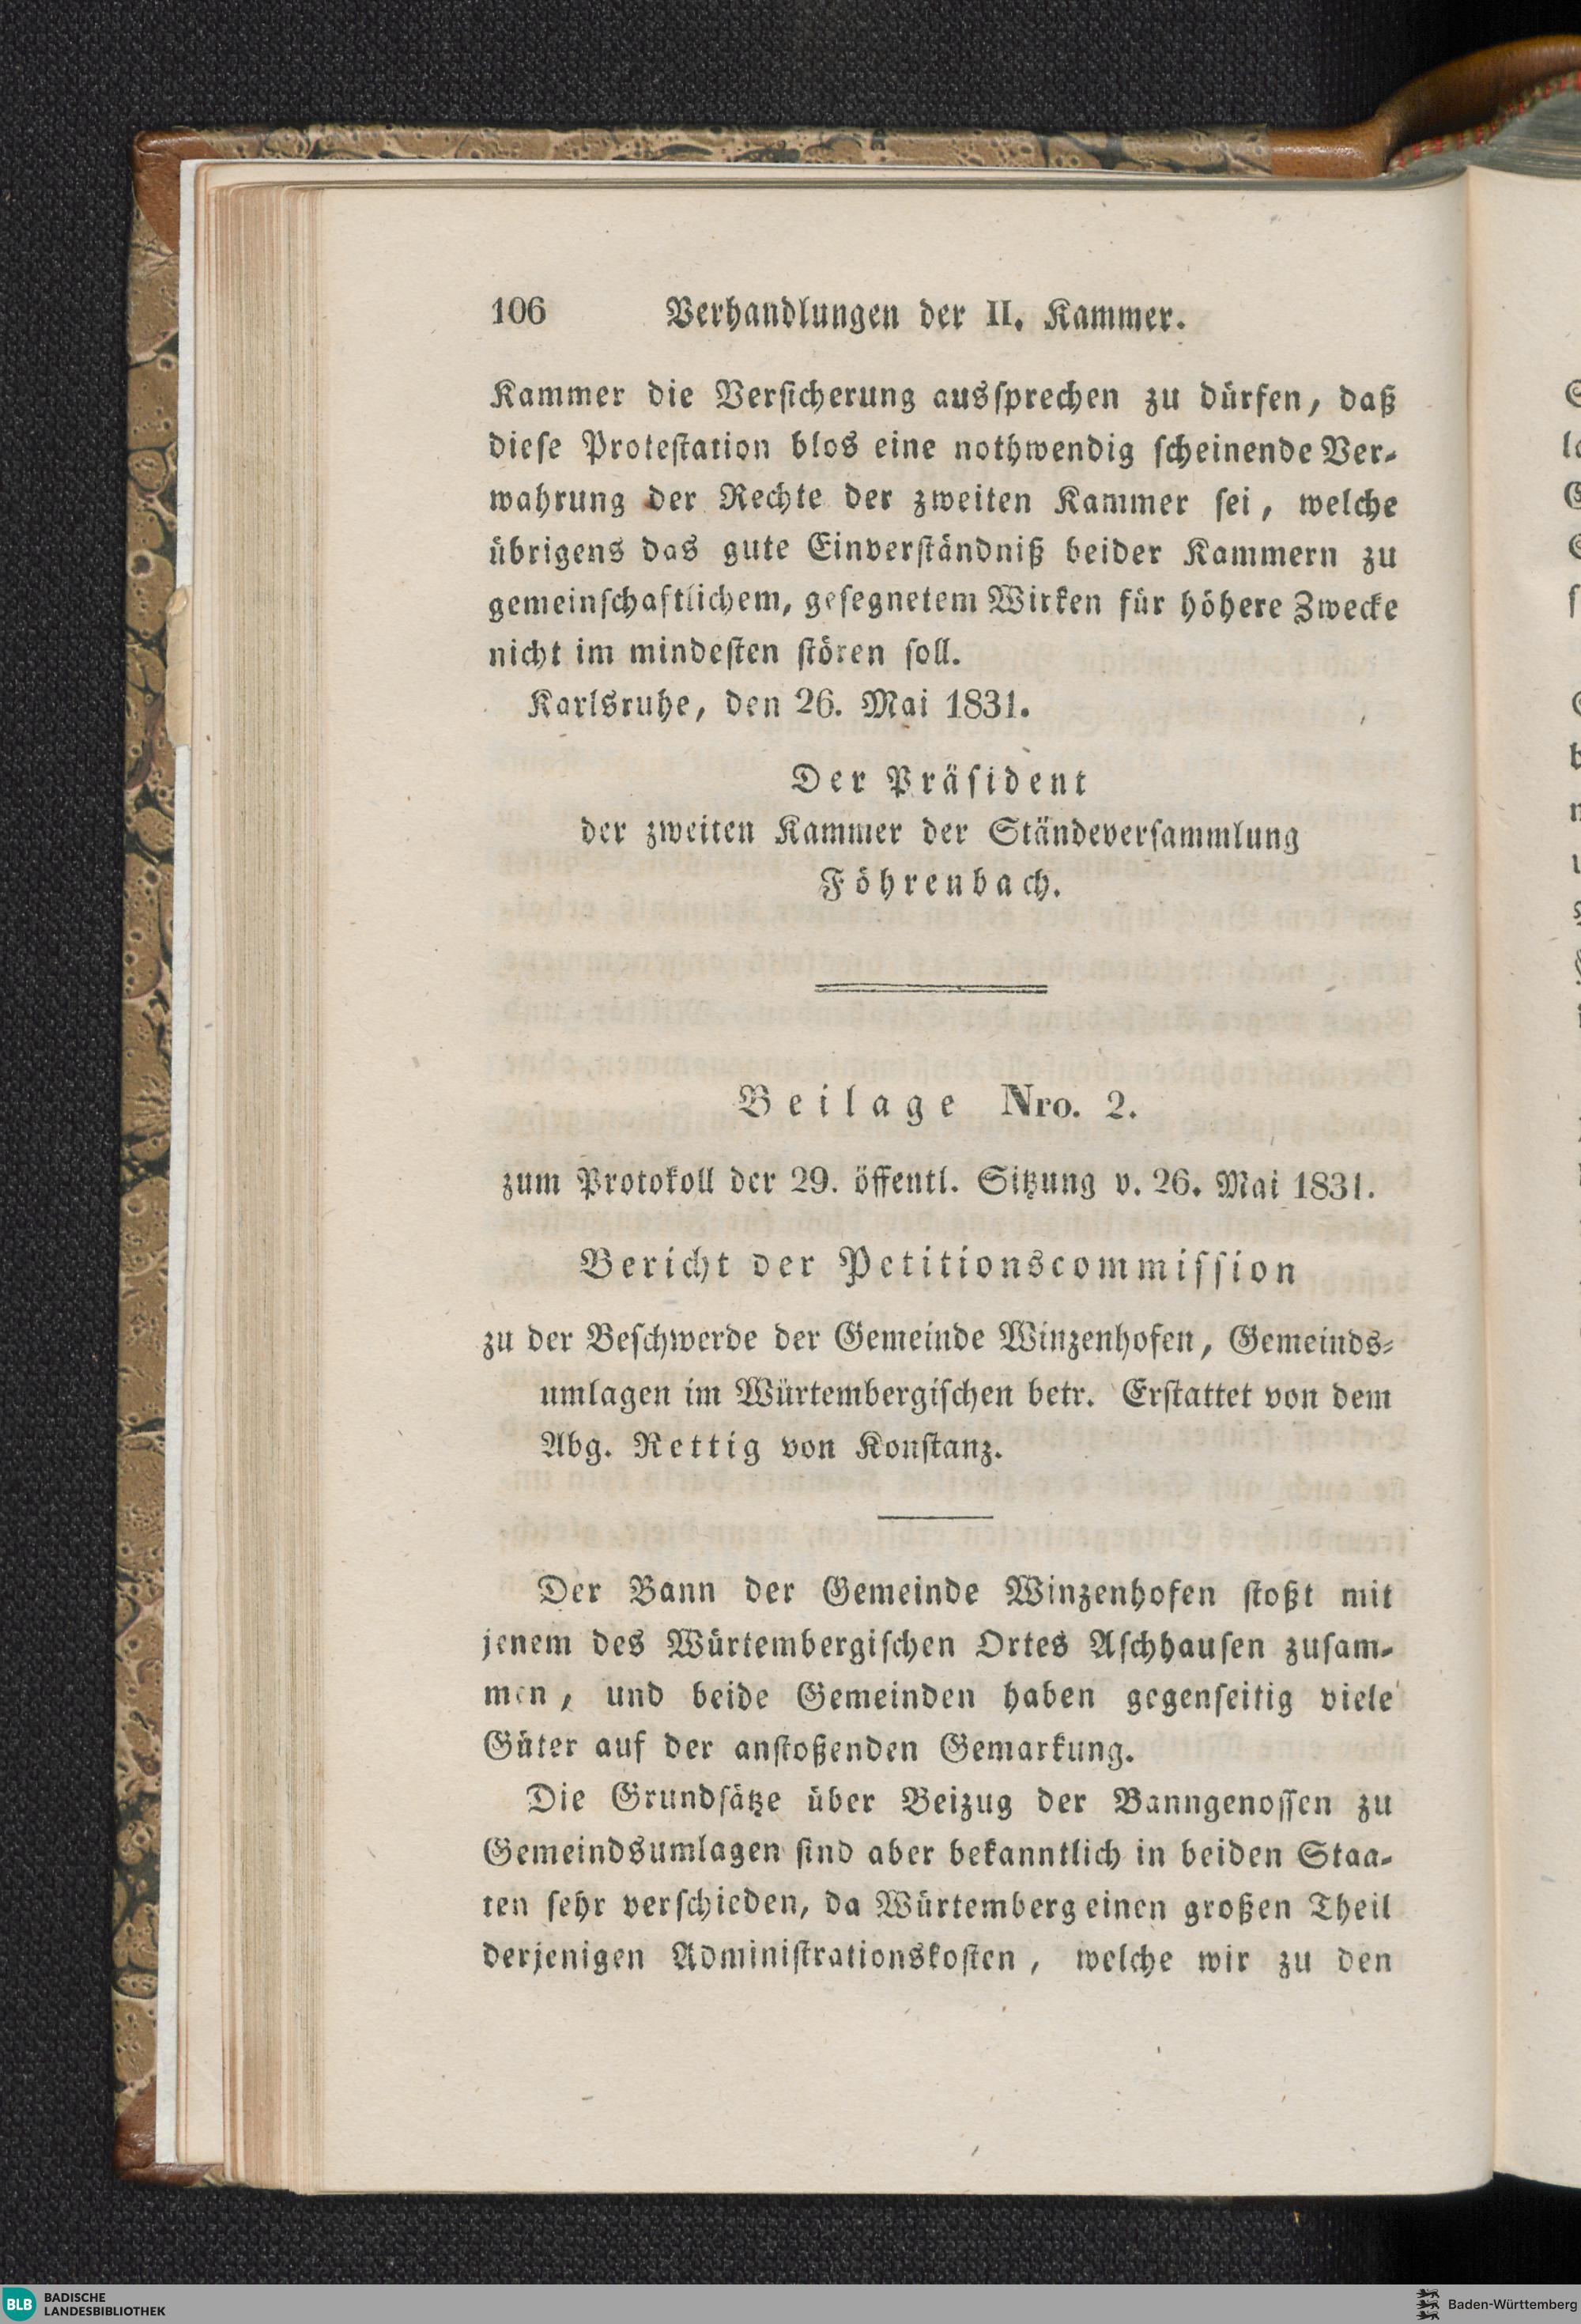 106 Verhandlungen der II. Kammer.
Kammer die Versicherung aussprechen zu dürfen, daß
diese Protestation blos eine nothwendig scheinende Ver-
wahrung der Rechte der zweiten Kammer sei, welche
übrigens das gute Einverständniß beider Kammern zu
gemeinschaftlichem, gesegnetem Wirken für höhere Zwecke
nicht im mindesten stören soll.
Karlsruhe, den 26. Mai 1831.
Der Präsident
der zweiten Kammer der Ständeversammlung
Föhrenbach.
Beilage Nro. 2.
zum Protokoll der 29. öffentl. Sitzung v. 26. Mai 1831.
Bericht der Petitionscommission
zu der Beschwerde der Gemeinde Winzenhofen, Gemeinds-
umlagen im Würtembergischen betr. Erstattet von dem
Abg. Rettig von Konstanz.
Der Bann der Gemeinde Winzenhofen stoßt mit
jenem des Würtembergischen Ortes Aschhausen zusam-
men, und beide Gemeinden haben gegenseitig viele
Güter auf der anstoßenden Gemarkung.
Die Grundsätze über Beizug der Banngenossen zu
Gemeindsumlagen sind aber bekanntlich in beiden Staa-
ten sehr verschieden, da Würtemberg einen großen Theil
derjenigen Administrationskosten, welche wir zu den
BLB BADISCHE
LANDESBIBLIOTHEK
Baden-Württemberg